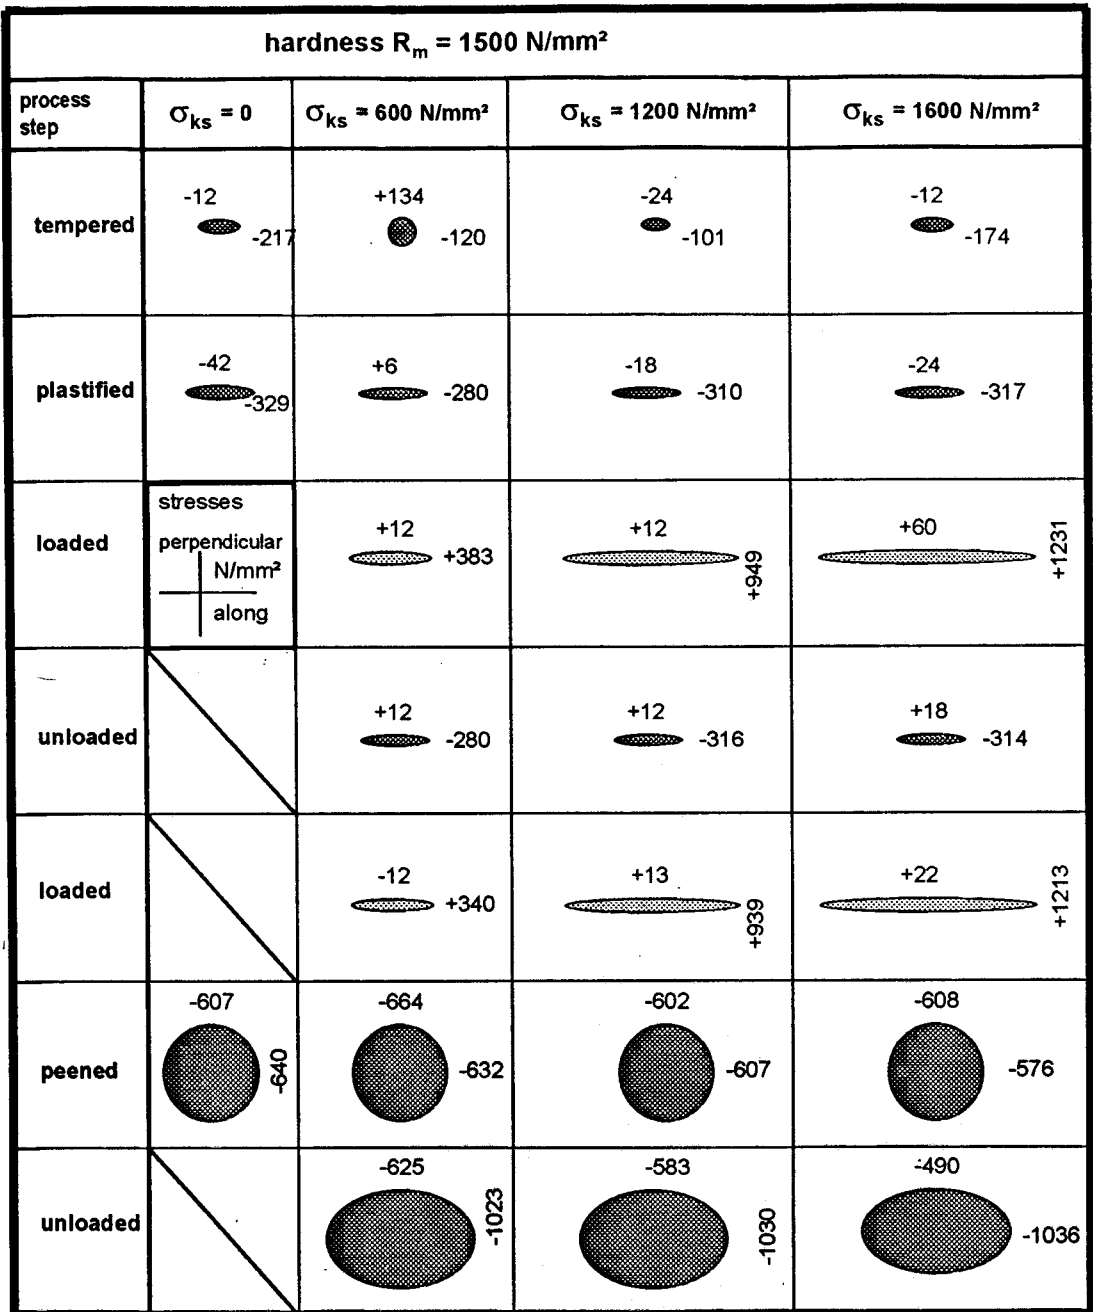 hardness Rm = 1500 N/mm²
process step
σks = 0
σks = 600 N/mm²
σks = 1200 N/mm²
σks = 1600 N/mm²
tempered
-12
-217
+134
-120
-24
-101
-12
-174
plastified
-42
-329
+6
-280
-18
-310
-24
-317
loaded
stresses
perpendicular
N/mm²
along
+12
+383
+12
+949
+60
+1231
unloaded
+12
-280
+12
-316
+18
-314
loaded
-12
+340
+13
+939
+22
+1213
peened
-607
-640
-664
-632
-602
-607
-608
-576
unloaded
-625
-1023
-583
-1030
-490
-1036